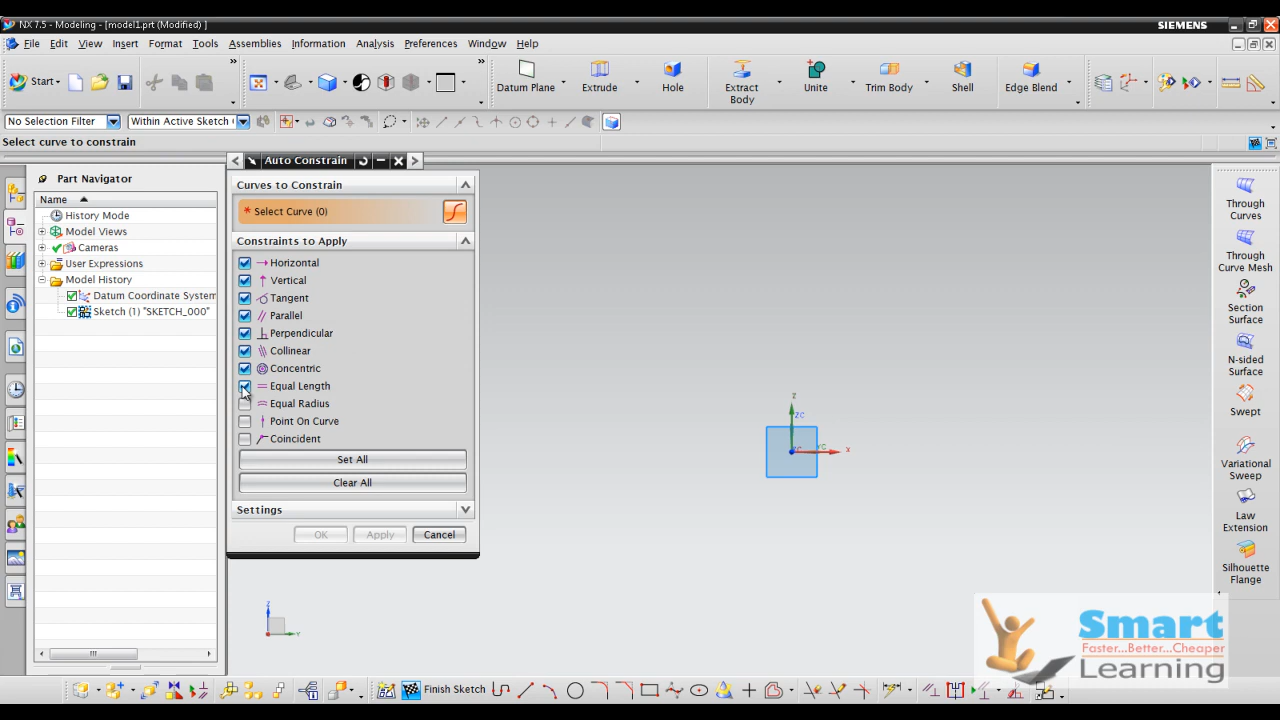 NX 7.5 - Modeling - [model1.prt (Modified) ]
SIEMENS
File Edit View Insert Format Tools Assemblies Information Analysis Preferences Window Help
Start
Datum Plane
Extrude
Hole
Extract
Body
Unite
Trim Body
Shell
Edge Blend
No Selection Filter
Within Active Sketch
Select curve to constrain
Part Navigator
Name
History Mode
Model Views
Cameras
User Expressions
Model History
Datum Coordinate System
Sketch (1) "SKETCH_000"
Auto Constrain
Curves to Constrain
* Select Curve (0)
Constraints to Apply
Horizontal
Vertical
Tangent
Parallel
Perpendicular
Collinear
Concentric
Equal Length
Equal Radius
Point On Curve
Coincident
Set All
Clear All
Settings
OK Apply Cancel
Z
ZC
X
Z
Y
Through
Curves
Through
Curve Mesh
Section
Surface
N-sided
Surface
Swept
Variational
Sweep
Law
Extension
Silhouette
Flange
Smart
Faster...Better...Cheaper
Learning
Finish Sketch